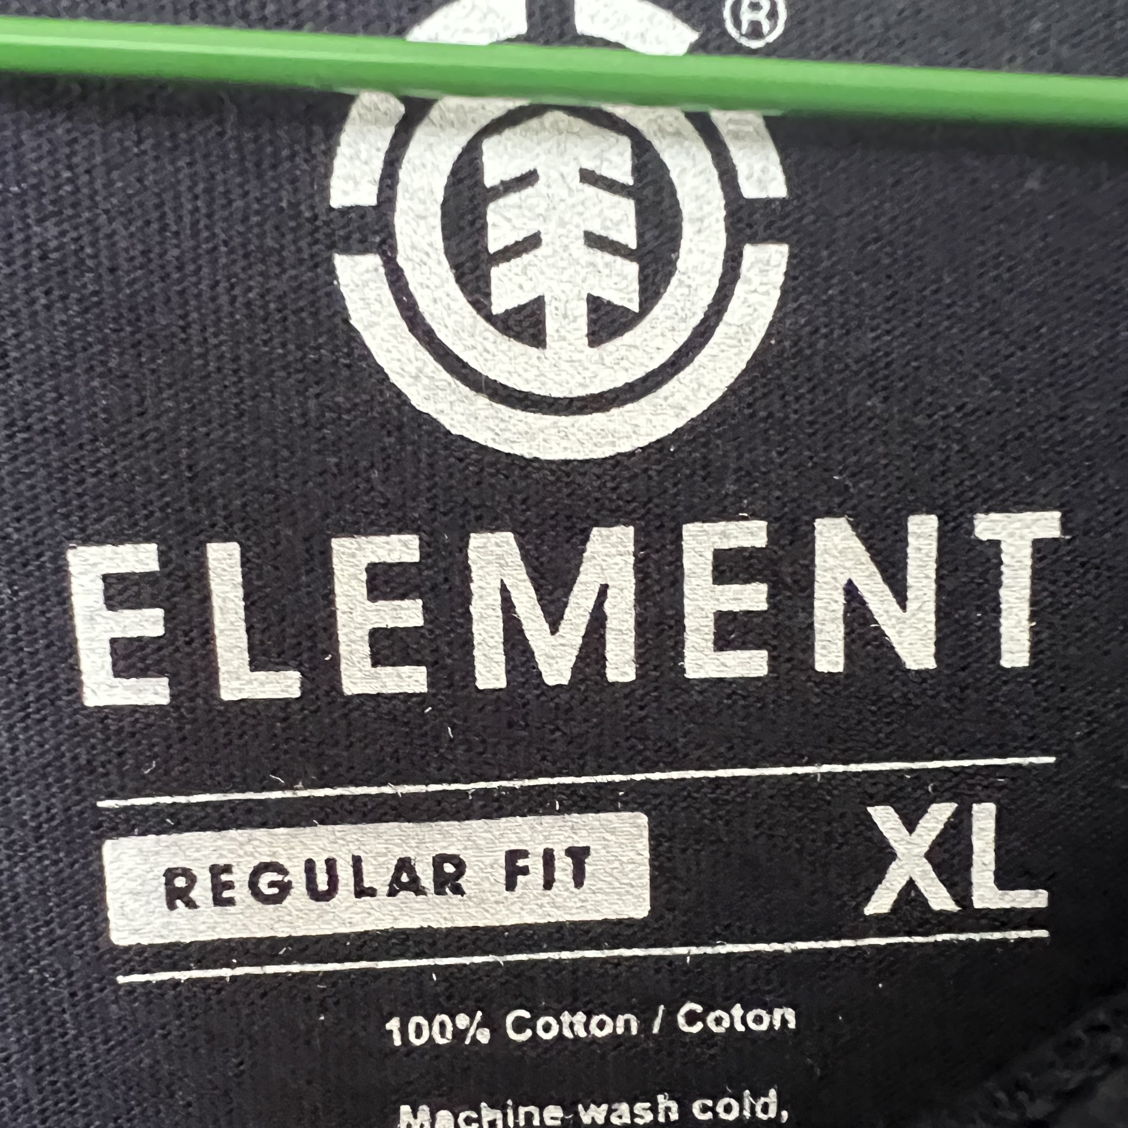 ®
ELEMENT
REGULAR FIT XL
100% Cotton / Coton
Machine wash cold,